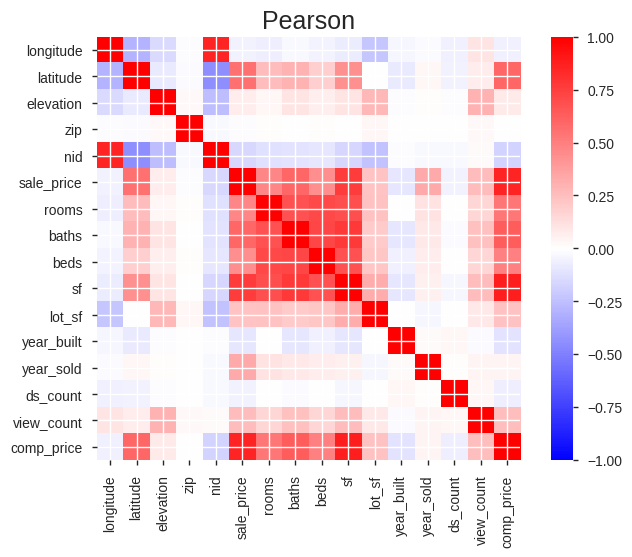 Pearson
longitude
latitude
elevation
zip
nid
sale_price
rooms
baths
beds
sf
lot_sf
year_built
year_sold
ds_count
view_count
comp_price
1.00
0.75
0.50
0.25
0.00
−0.25
−0.50
−0.75
−1.00
longitude
latitude
elevation
zip
nid
sale_price
rooms
baths
beds
sf
lot_sf
year_built
year_sold
ds_count
view_count
comp_price